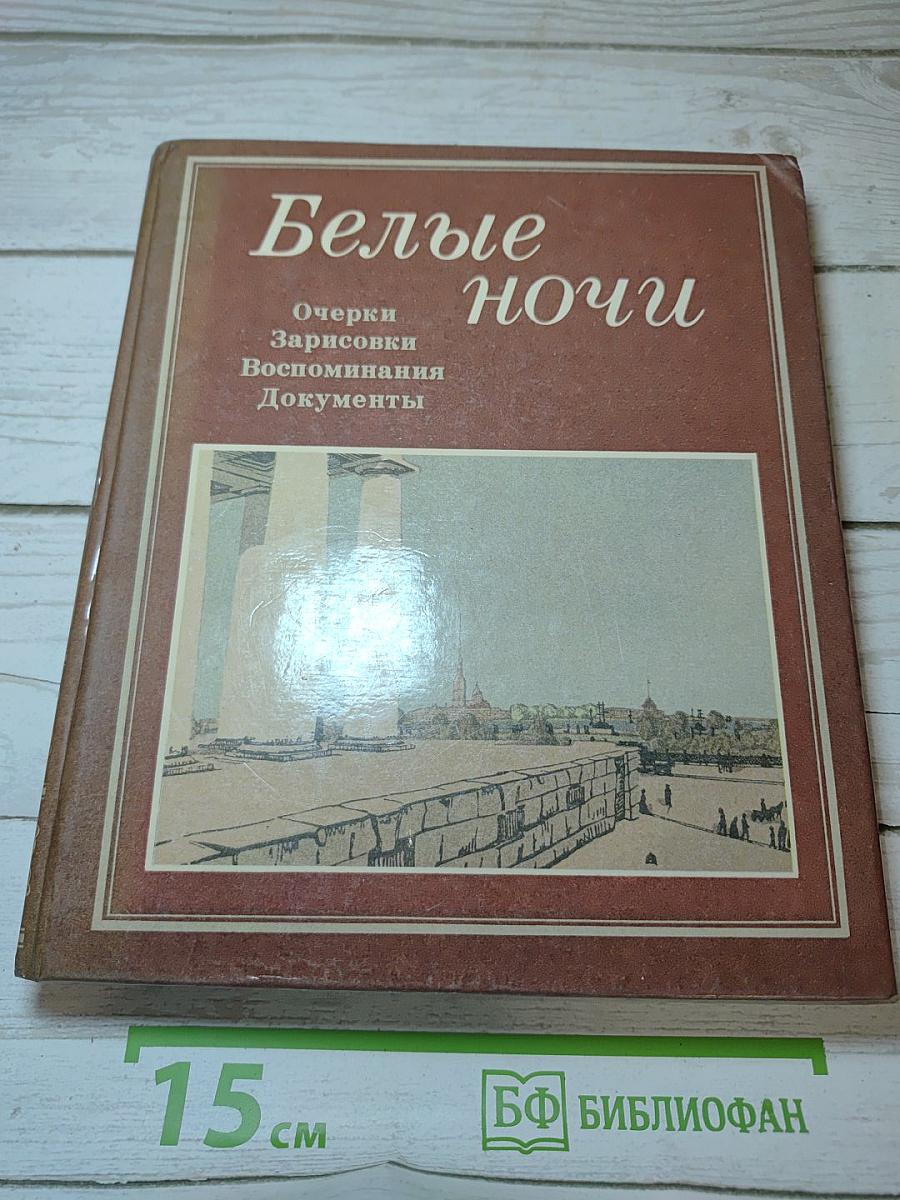 Белые
ночи
Очерки
Зарисовки
Воспоминания
Документы
15 см
БФ БИБЛИОФАН